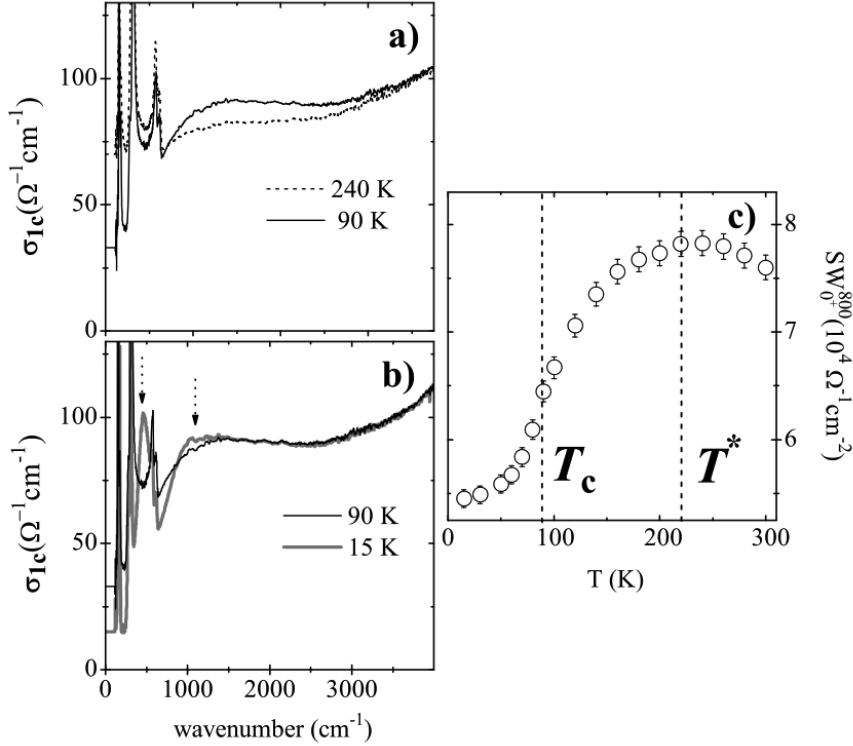 a)
100
50
0
σ1c(Ω⁻¹cm⁻¹)
240 K
90 K
b)
100
50
0
σ1c(Ω⁻¹cm⁻¹)
90 K
15 K
0 1000 2000 3000
wavenumber (cm⁻¹)
c)
8
7
6
SW₀₊⁸⁰⁰(10⁴ Ω⁻¹cm⁻²)
Tc
T*
0 100 200 300
T (K)